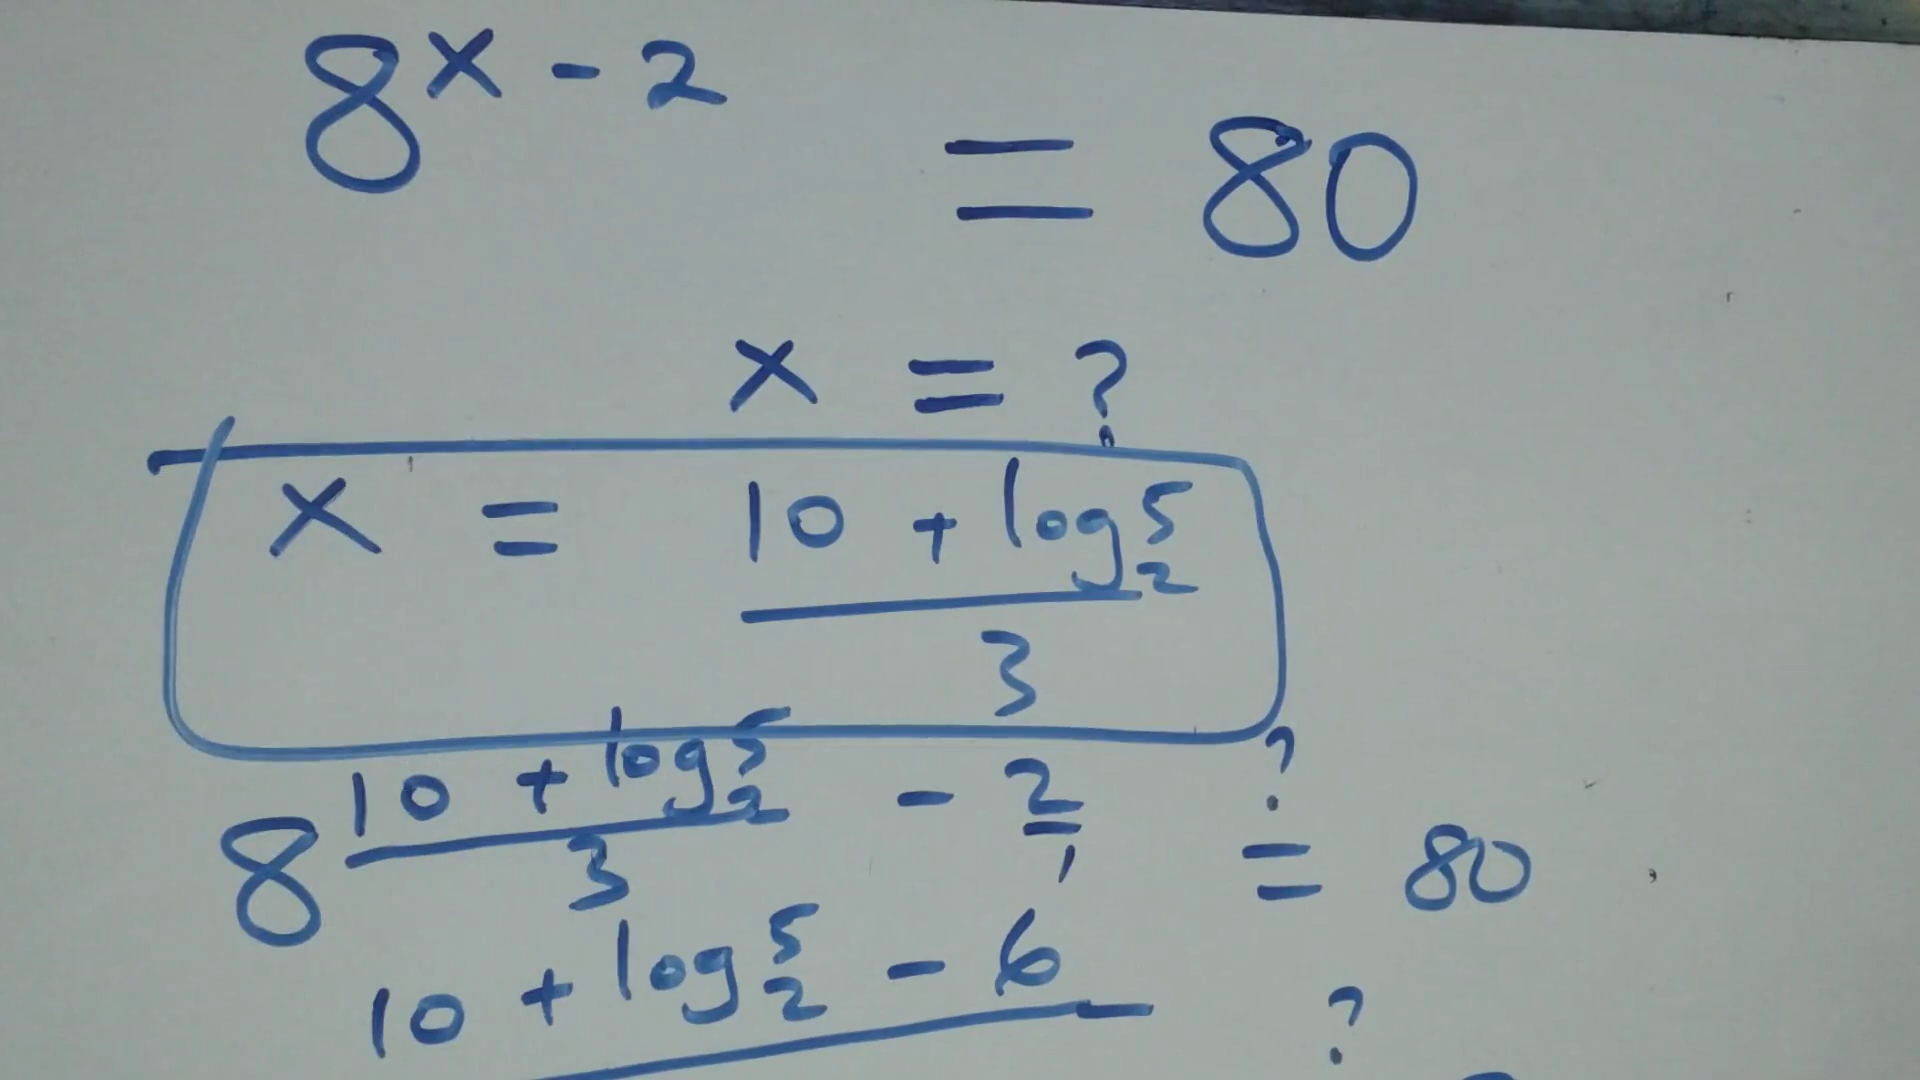 8^x-2 = 80
x = ?
x = 10 + log₂5 / 3
8^(10 + log₂5 / 3 - 2/1) ?= 80
10 + log₂5 - 6 ?